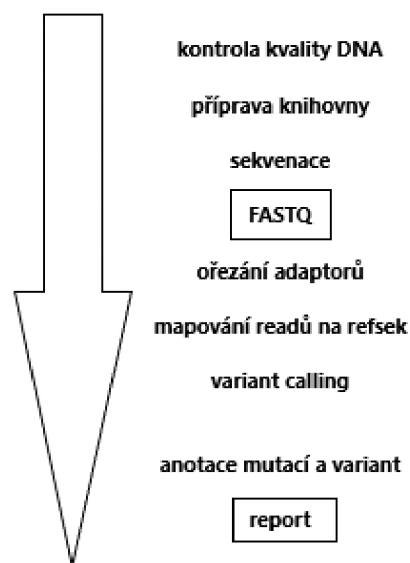 kontrola kvality DNA
příprava knihovny
sekvenace
FASTQ
ořezání adaptorů
mapování readů na refsek
variant calling
anotace mutací a variant
report